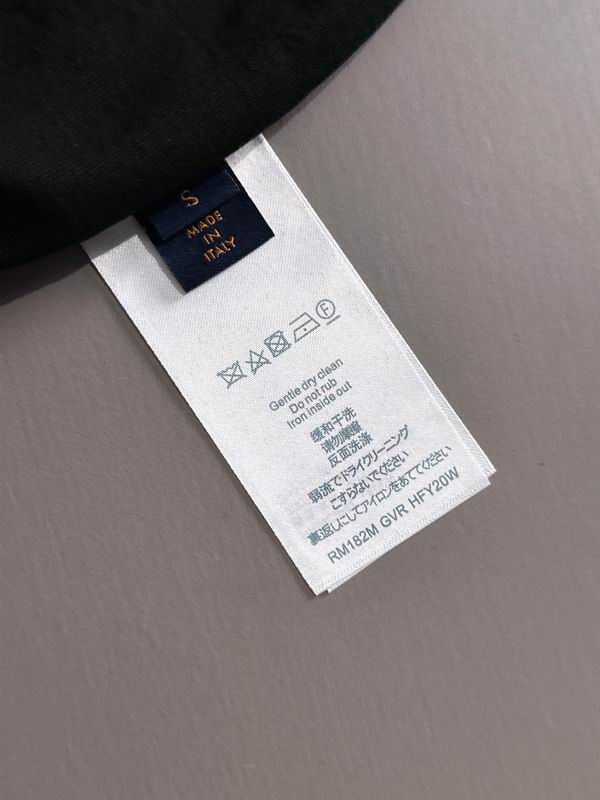 S
MADE
IN
ITALY
F
Gentle dry clean
Do not rub
Iron inside out
缓和干洗
请勿摩擦
反面洗涤
弱流でドライクリーニング
こすらないでください
裏返しにしてアイロンをあててください
RM182M GVR HFY20W